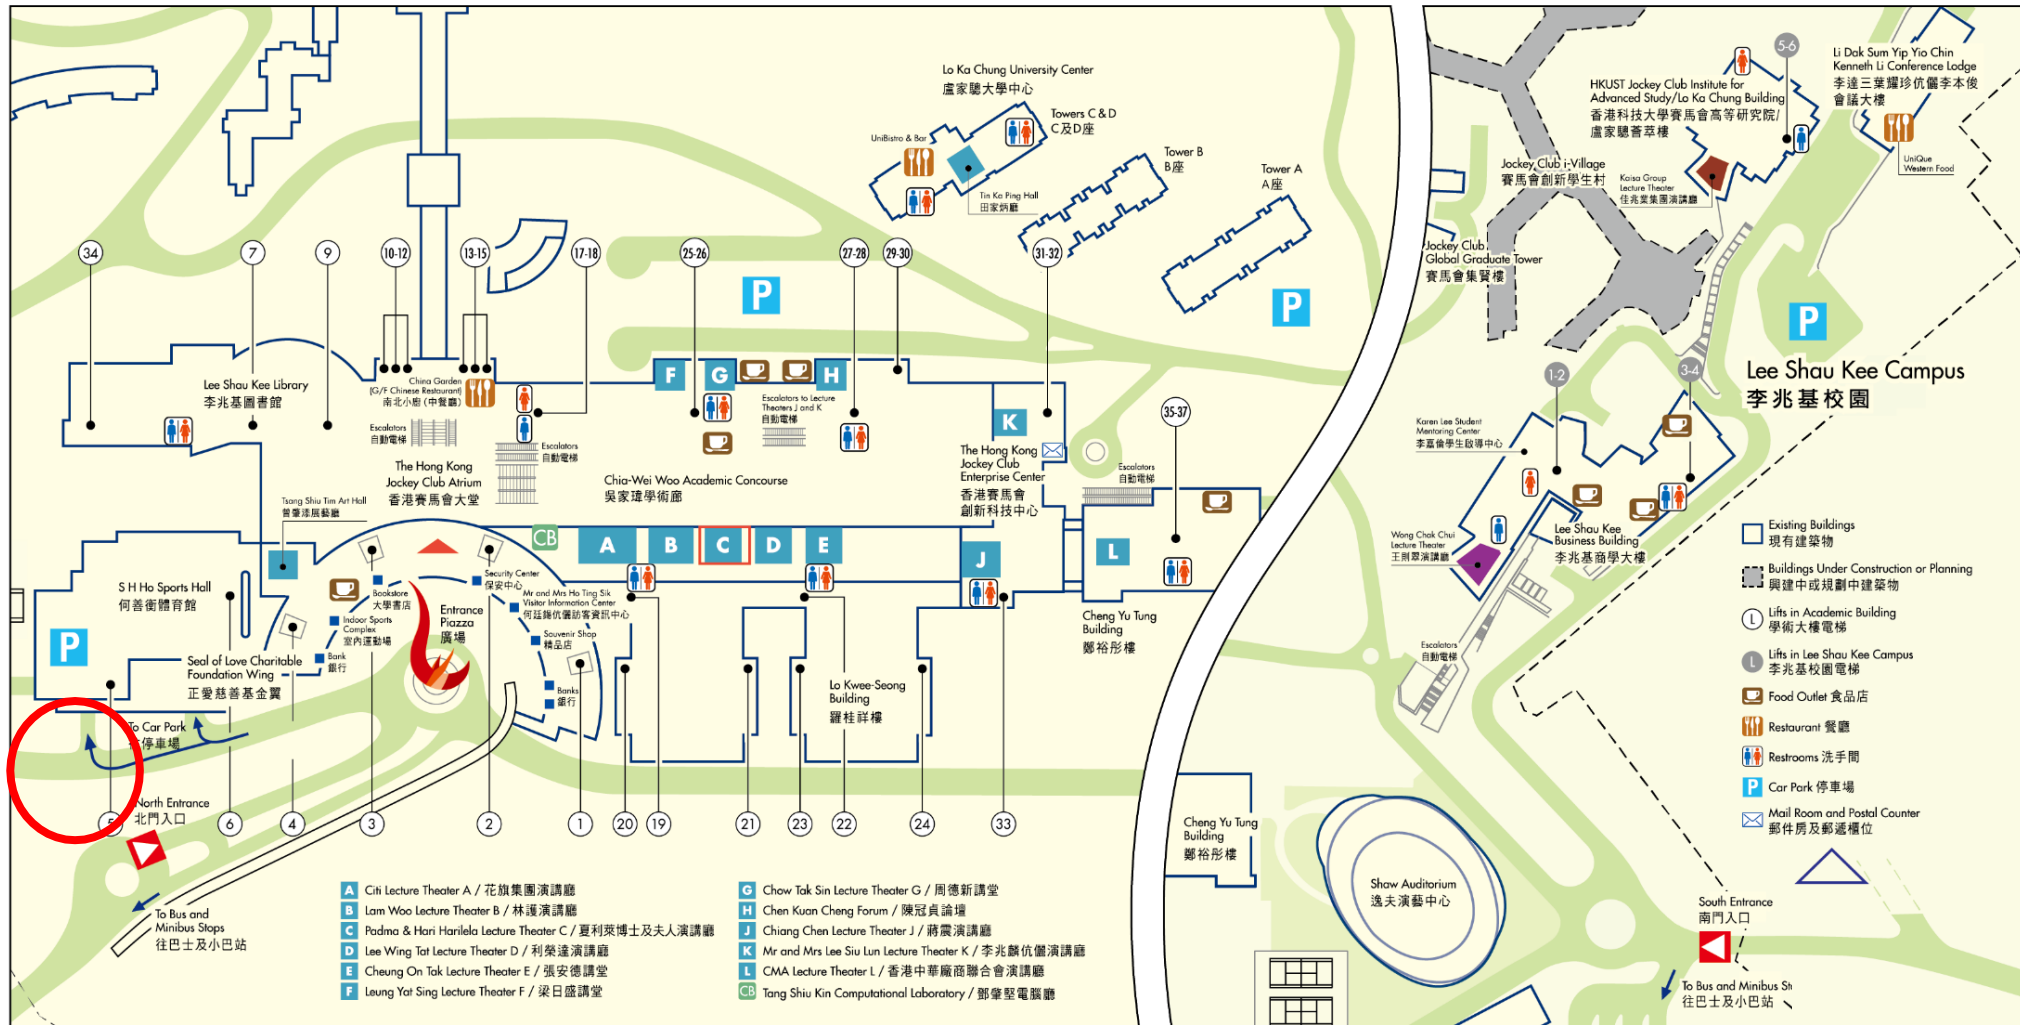 Lo Ka Chung University Center
盧家驄大學中心
Towers C & D
C及D座
UniBistro & Bar
Tin Ka Ping Hall
田家炳廳
Tower B
B座
Tower A
A座
HKUST Jockey Club Institute for
Advanced Study/Lo Ka Chung Building
香港科技大學賽馬會高等研究院/
盧家驄薈萃樓
5-6
Li Dak Sum Yip Yio Chin
Kenneth Li Conference Lodge
李達三葉耀珍伉儷李本俊
會議大樓
UniQue
Western Food
Jockey Club i-Village
賽馬會創新學生村
Kaisa Group
Lecture Theater
佳兆業集團演講廳
Jockey Club
Global Graduate Tower
賽馬會集賢樓
34
7
9
10-12
13-15
17-18
25-26
27-28
29-30
31-32
P
P
P
Lee Shau Kee Campus
李兆基校園
Lee Shau Kee Library
李兆基圖書館
China Garden
(G/F Chinese Restaurant)
南北小廚（中餐廳）
Escalators
自動電梯
The Hong Kong
Jockey Club Atrium
香港賽馬會大堂
Escalators
自動電梯
F
G
H
Escalators to Lecture
Theaters J and K
自動電梯
K
35-37
1-2
3-4
Chia-Wei Woo Academic Concourse
吳家瑋學術廊
The Hong Kong
Jockey Club
Enterprise Center
香港賽馬會
創新科技中心
Escalators
自動電梯
Karen Lee Student
Mentoring Center
李嘉倫學生啟導中心
Tsang Shiu Tim Art Hall
曾肇添展藝廳
CB
A
B
C
D
E
J
L
Wong Chak Chui
Lecture Theater
王則翠演講廳
Lee Shau Kee
Business Building
李兆基商學大樓
S H Ho Sports Hall
何善衡體育館
P
Bookstore
大學書店
Security Center
保安中心
Mr and Mrs Ho Ting Sik
Visitor Information Center
何廷錫伉儷訪客資訊中心
Indoor Sports
Complex
室內運動場
Entrance
Piazza
廣場
Souvenir Shop
精品店
Bank
銀行
Banks
銀行
Seal of Love Charitable
Foundation Wing
正愛慈善基金翼
Lo Kwee-Seong
Building
羅桂祥樓
Cheng Yu Tung
Building
鄭裕彤樓
Escalators
自動電梯
To Car Park
停車場
North Entrance
北門入口
5
6
4
3
2
1
20
19
21
23
22
24
33
To Bus and
Minibus Stops
往巴士及小巴站
Cheng Yu Tung
Building
鄭裕彤樓
Shaw Auditorium
逸夫演藝中心
South Entrance
南門入口
To Bus and Minibus St
往巴士及小巴站
Existing Buildings
現有建築物
Buildings Under Construction or Planning
興建中或規劃中建築物
L Lifts in Academic Building
學術大樓電梯
L Lifts in Lee Shau Kee Campus
李兆基校園電梯
Food Outlet 食品店
Restaurant 餐廳
Restrooms 洗手間
P Car Park 停車場
Mail Room and Postal Counter
郵件房及郵遞櫃位
A Citi Lecture Theater A / 花旗集團演講廳
B Lam Woo Lecture Theater B / 林護演講廳
C Padma & Hari Harilela Lecture Theater C / 夏利萊博士及夫人演講廳
D Lee Wing Tat Lecture Theater D / 利榮達演講廳
E Cheung On Tak Lecture Theater E / 張安德講堂
F Leung Yat Sing Lecture Theater F / 梁日盛講堂
G Chow Tak Sin Lecture Theater G / 周德新講堂
H Chen Kuan Cheng Forum / 陳冠貞論壇
J Chiang Chen Lecture Theater J / 蔣震演講廳
K Mr and Mrs Lee Siu Lun Lecture Theater K / 李兆麟伉儷演講廳
L CMA Lecture Theater L / 香港中華廠商聯合會演講廳
CB Tang Shiu Kin Computational Laboratory / 鄧肇堅電腦廳